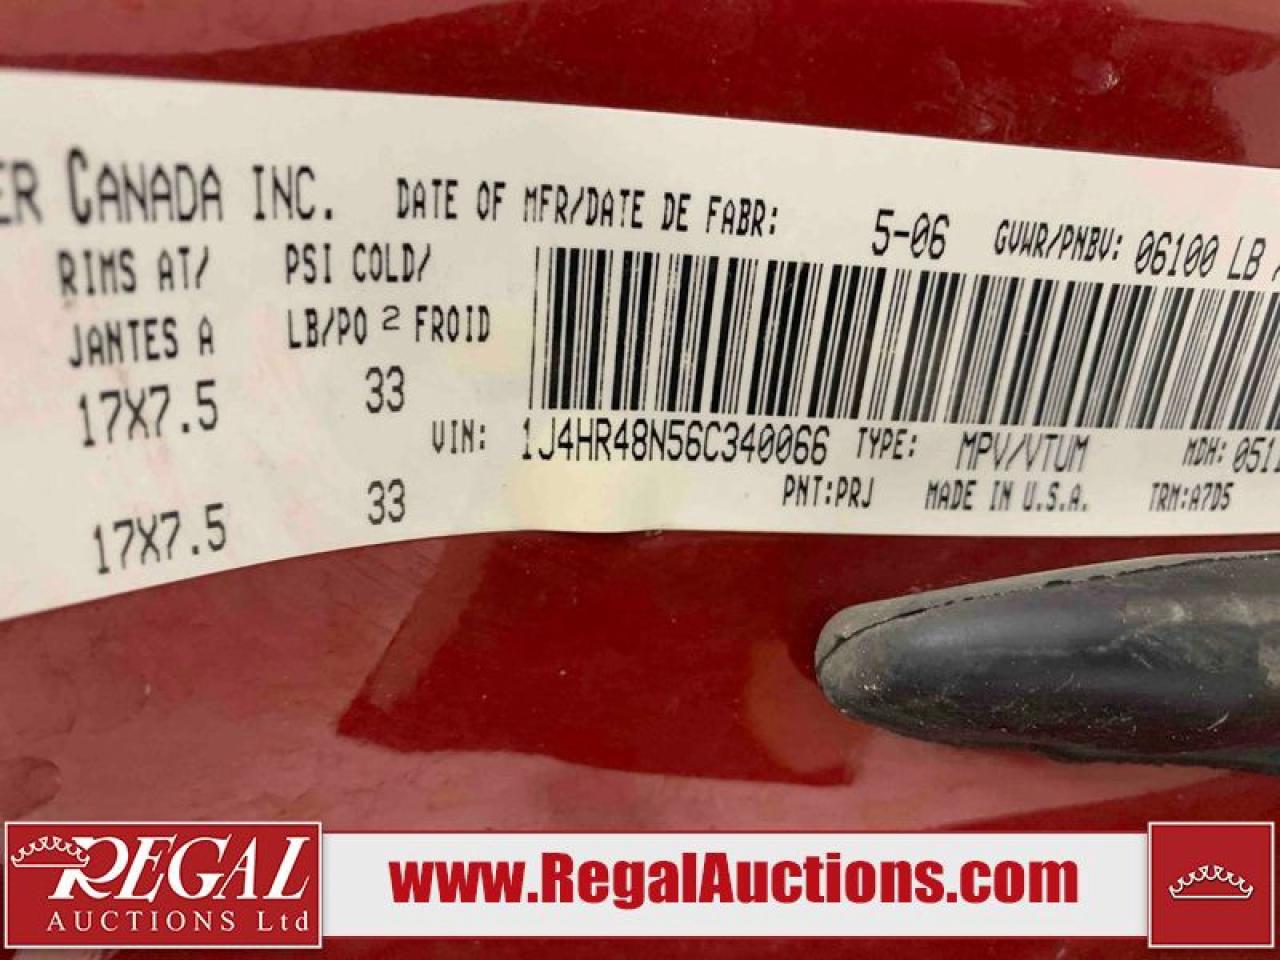 ER CANADA INC. DATE OF MFR/DATE DE FABR: 5-06 GVWR/PNBV: 06100 LB
RIMS AT/ PSI COLD/
JANTES A LB/PO 2 FROID
17X7.5 33
VIN: 1J4HR48N56C340066 TYPE: MPV/VTUM MDH: 0511
17X7.5 33 PNT:PRJ MADE IN U.S.A. TRM:A7D5
REGAL
AUCTIONS Ltd
www.RegalAuctions.com